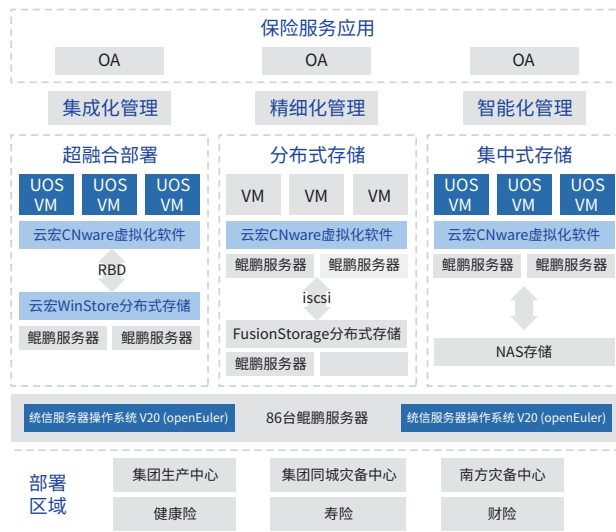 保险服务应用
OA OA OA
集成化管理 精细化管理 智能化管理
超融合部署 分布式存储 集中式存储
UOS VM UOS VM UOS VM VM VM VM UOS VM UOS VM UOS VM
云宏CNware虚拟化软件 云宏CNware虚拟化软件 云宏CNware虚拟化软件
鲲鹏服务器 鲲鹏服务器 鲲鹏服务器 鲲鹏服务器
RBD
iscsi
云宏WinStore分布式存储
鲲鹏服务器 鲲鹏服务器 FusionStorage分布式存储
NAS存储
鲲鹏服务器
统信服务器操作系统 V20 (openEuler) 86台鲲鹏服务器 统信服务器操作系统 V20 (openEuler)
部署
区域
集团生产中心 集团同城灾备中心 南方灾备中心
健康险 寿险 财险